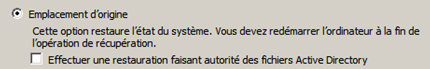 Emplacement d'origine
Cette option restaure l'état du système. Vous devez redémarrer l'ordinateur à la fin de
l'opération de récupération.
Effectuer une restauration faisant autorité des fichiers Active Directory